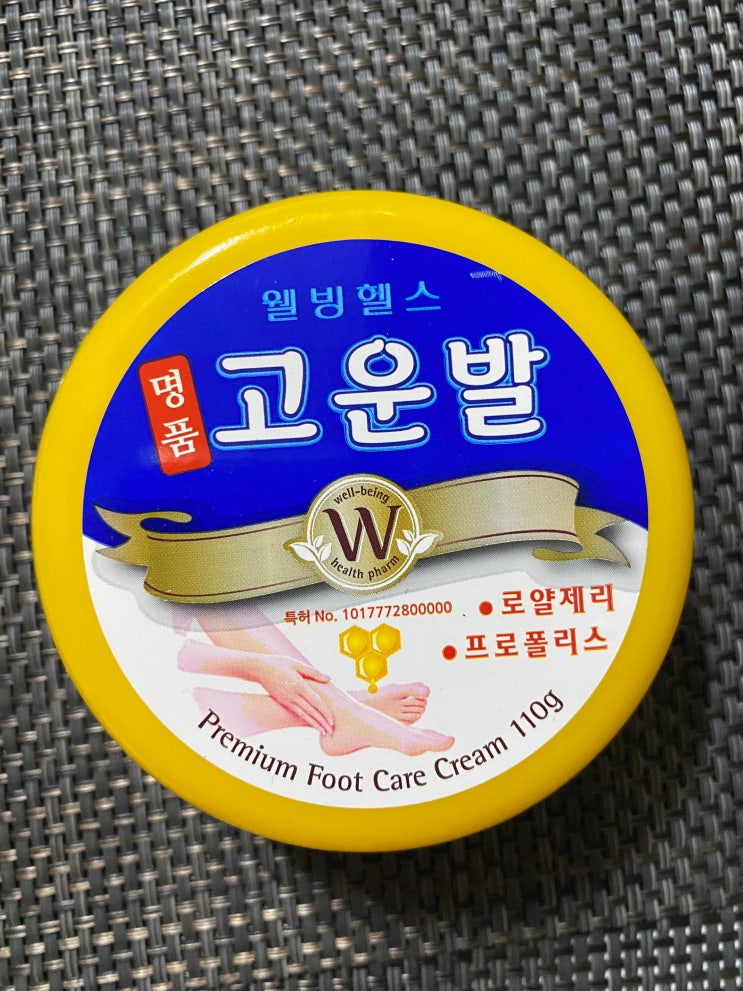 웰빙헬스
명품
고운발
well-being
W
health pharm
특허 No. 1017772800000
• 로얄제리
• 프로폴리스
Premium Foot Care Cream 110g